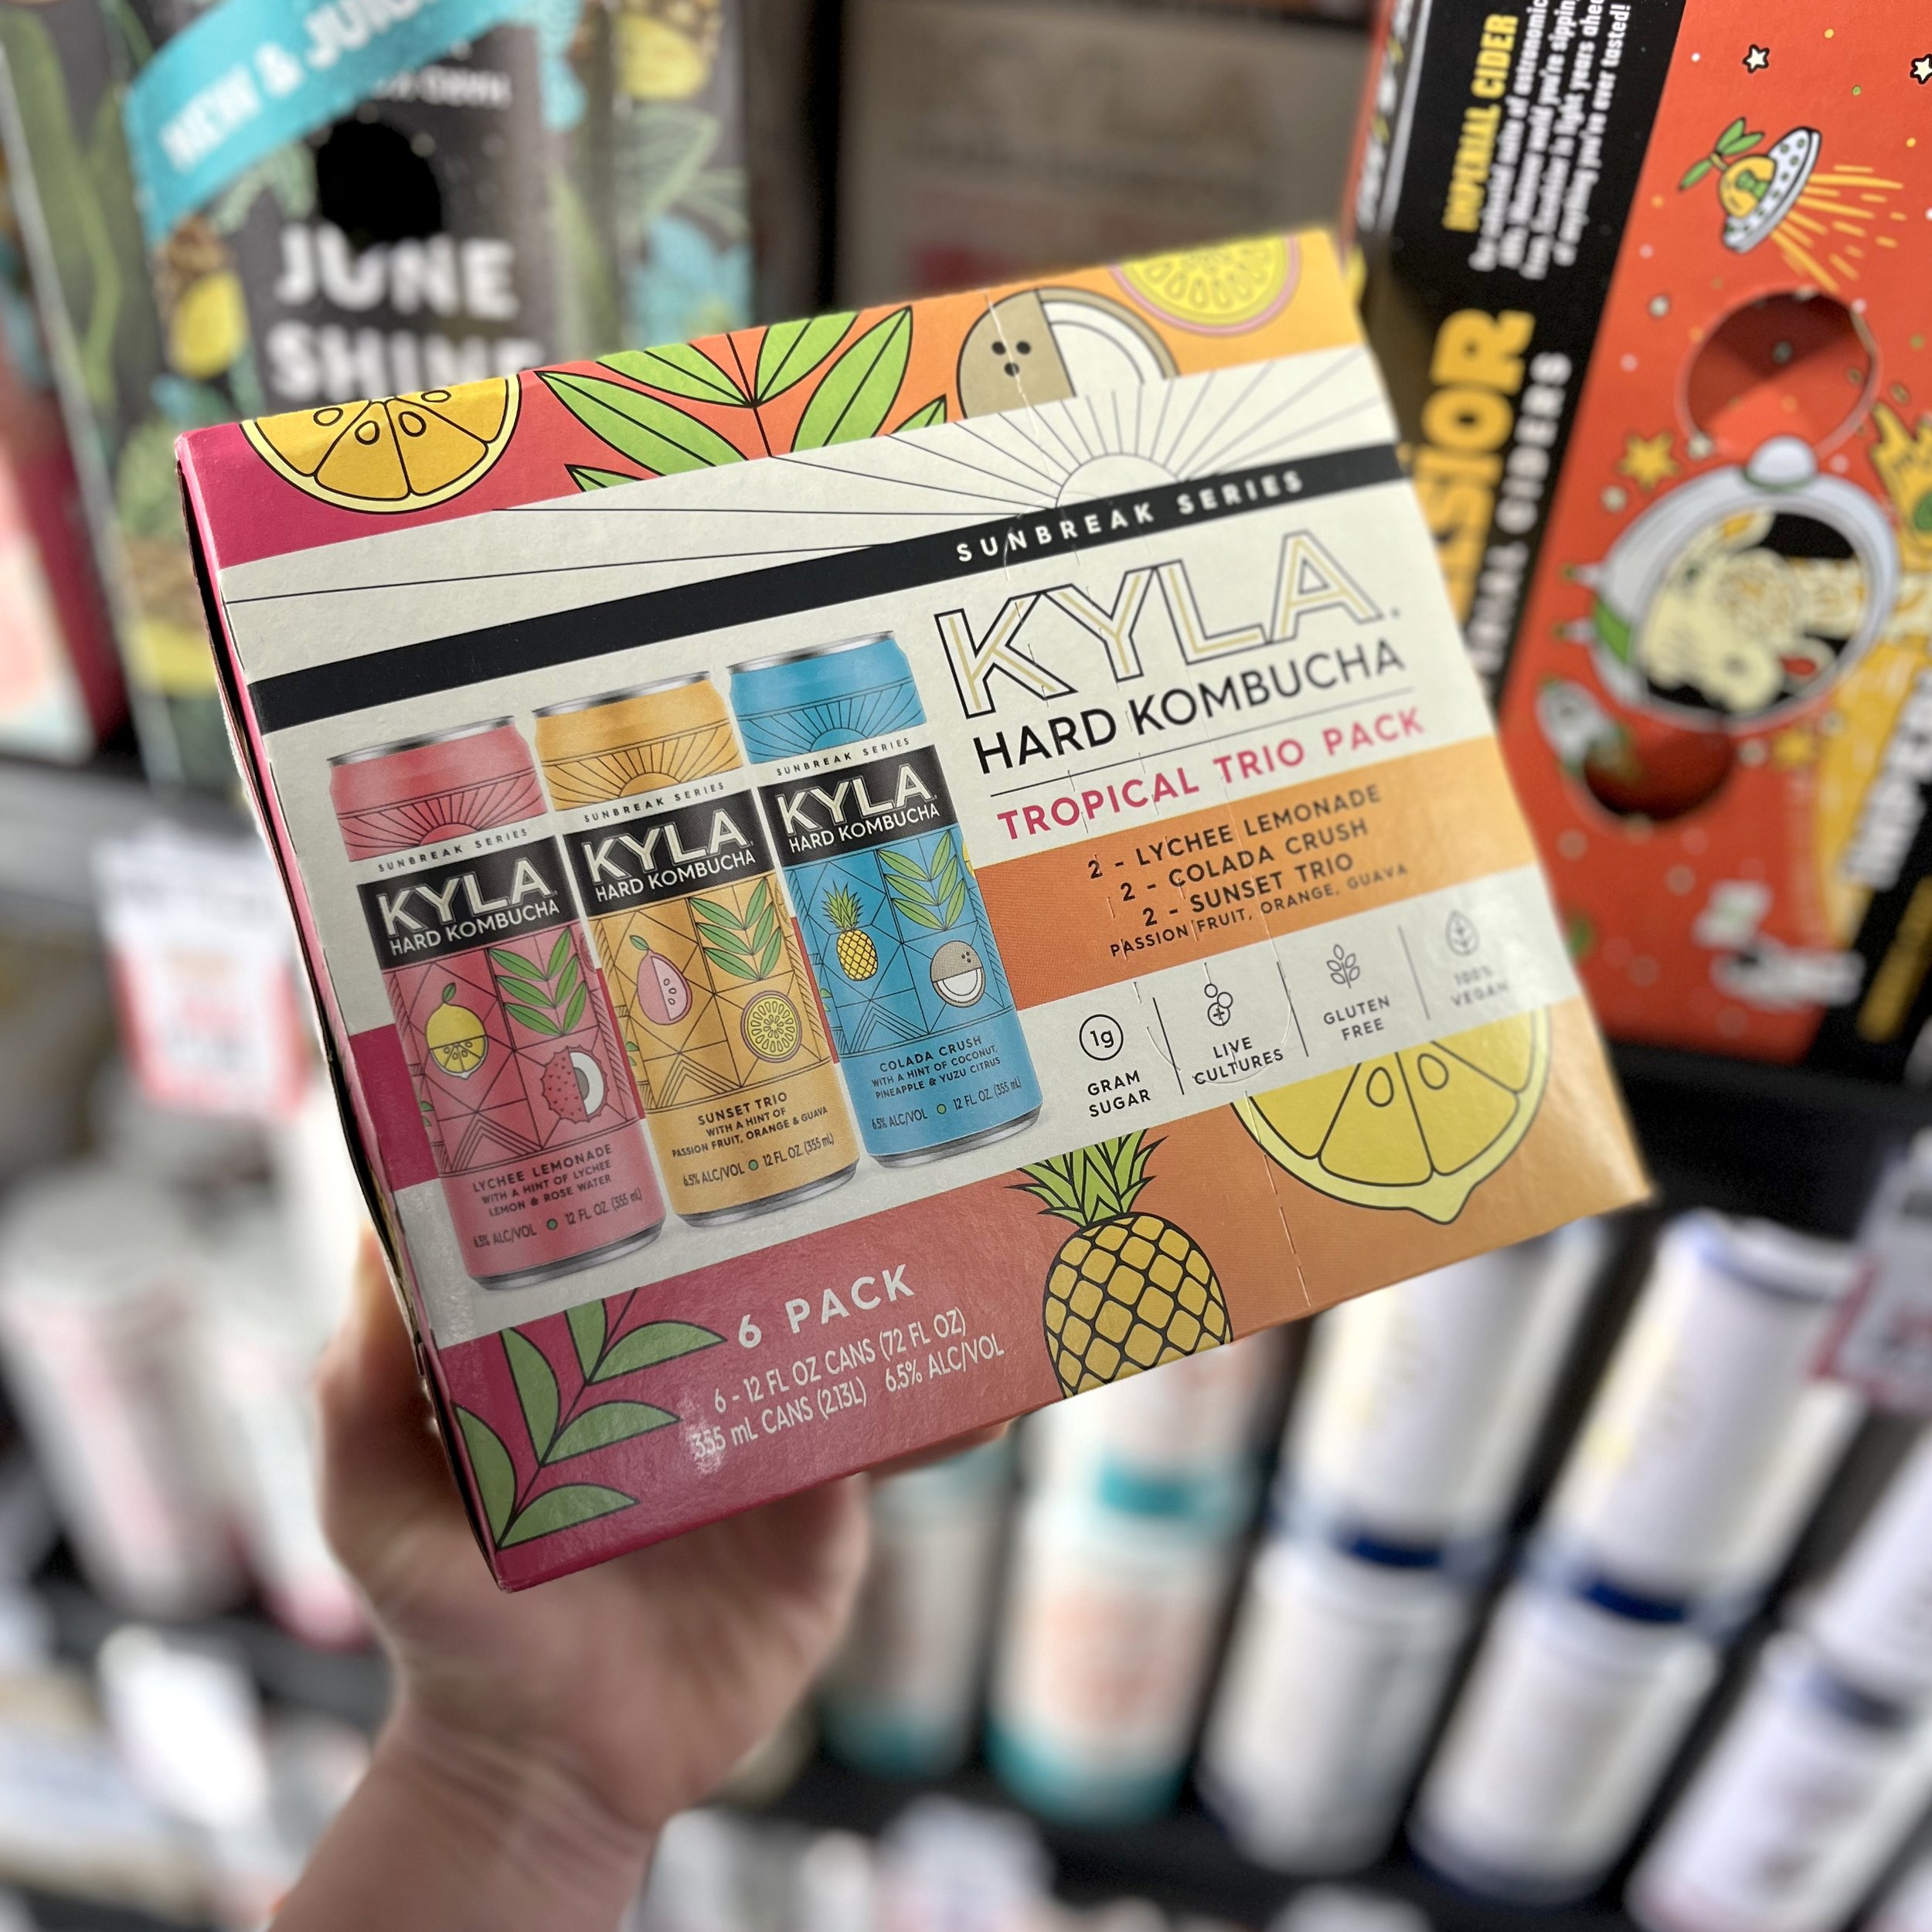 NEW & JUICY
JUNE
SHINE
IMPERIAL CIDER
SUNBREAK SERIES
KYLA
HARD KOMBUCHA
TROPICAL TRIO PACK
2 - LYCHEE LEMONADE
2 - COLADA CRUSH
2 - SUNSET TRIO
PASSION FRUIT, ORANGE, GUAVA
1g
GRAM
SUGAR
LIVE
CULTURES
GLUTEN
FREE
100%
VEGAN
SUNBREAK SERIES
KYLA
HARD KOMBUCHA
LYCHEE LEMONADE
WITH A HINT OF LYCHEE
LEMON & ROSE WATER
6.5% ALC/VOL 12 FL. OZ. (355 mL)
SUNBREAK SERIES
KYLA
HARD KOMBUCHA
SUNSET TRIO
WITH A HINT OF
PASSION FRUIT, ORANGE & GUAVA
6.5% ALC/VOL 12 FL. OZ. (355 mL)
SUNBREAK SERIES
KYLA
HARD KOMBUCHA
COLADA CRUSH
WITH A HINT OF COCONUT,
PINEAPPLE & YUZU CITRUS
6.5% ALC/VOL 12 FL. OZ. (355 mL)
6 PACK
6 - 12 FL OZ CANS (72 FL OZ)
355 mL CANS (2.13L) 6.5% ALC/VOL